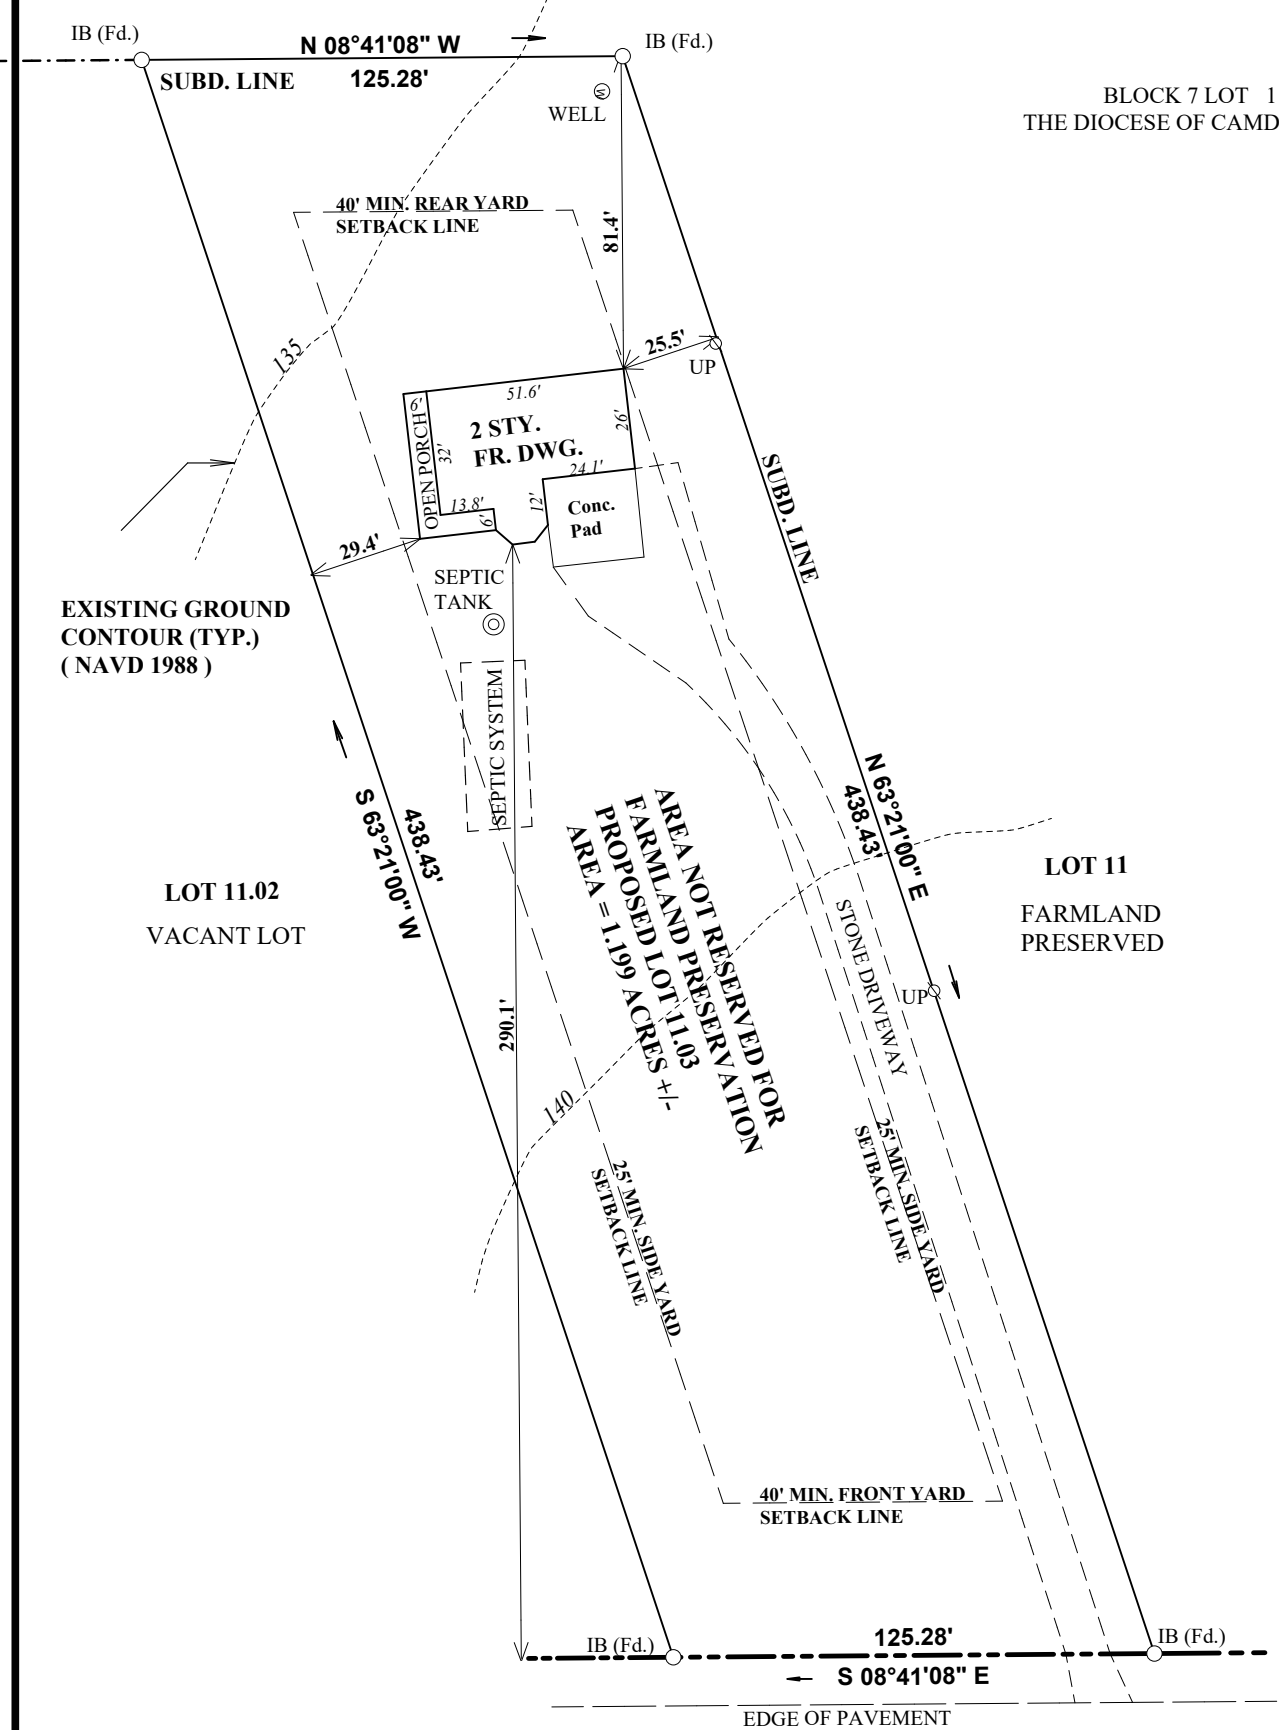 IB (Fd.)
N 08°41'08" W
IB (Fd.)
SUBD. LINE
125.28'
WELL
W
BLOCK 7 LOT 1
THE DIOCESE OF CAMD
40' MIN. REAR YARD
SETBACK LINE
81.4'
135
25.5'
UP
6'
51.6'
2 STY.
FR. DWG.
26'
32'
OPEN PORCH
24.1'
13.8'
6'
12'
Conc.
Pad
SUBD. LINE
29.4'
SEPTIC
TANK
EXISTING GROUND
CONTOUR (TYP.)
( NAVD 1988 )
SEPTIC SYSTEM
438.43'
S 63°21'00" W
N 63°21'00" E
438.43'
LOT 11.02
VACANT LOT
AREA NOT RESERVED FOR
FARMLAND PRESERVATION
PROPOSED LOT 11.03
AREA = 1.199 ACRES +/-
LOT 11
FARMLAND
PRESERVED
STONE DRIVEWAY
UP
290.1'
140
25' MIN. SIDE YARD
SETBACK LINE
25' MIN. SIDE YARD
SETBACK LINE
40' MIN. FRONT YARD
SETBACK LINE
IB (Fd.)
125.28'
IB (Fd.)
S 08°41'08" E
EDGE OF PAVEMENT